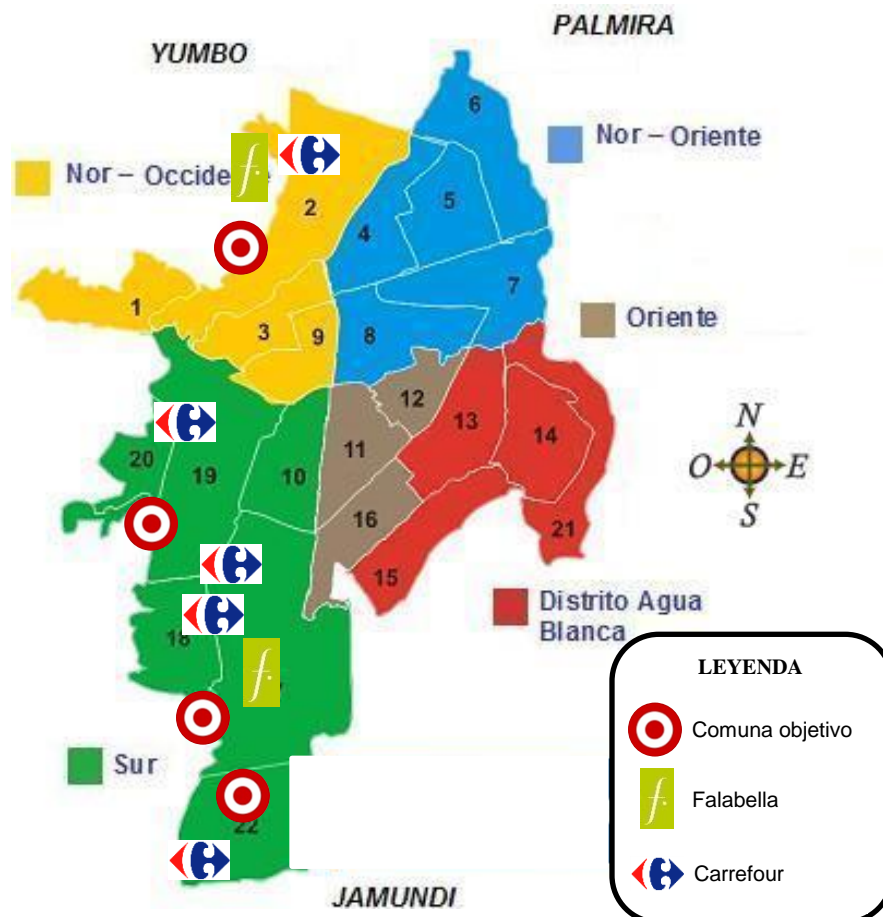 PALMIRA
YUMBO
6
Nor – Oriente
f.
Nor – Occide
e
2
5
4
7
1
Oriente
3
9
8
12
13
14
N
11
20
19
10
O
E
S
16
21
15
Distrito Agua
Blanca
18
LEYENDA
f.
Comuna objetivo
Sur
f.
Falabella
22
Carrefour
JAMUNDI